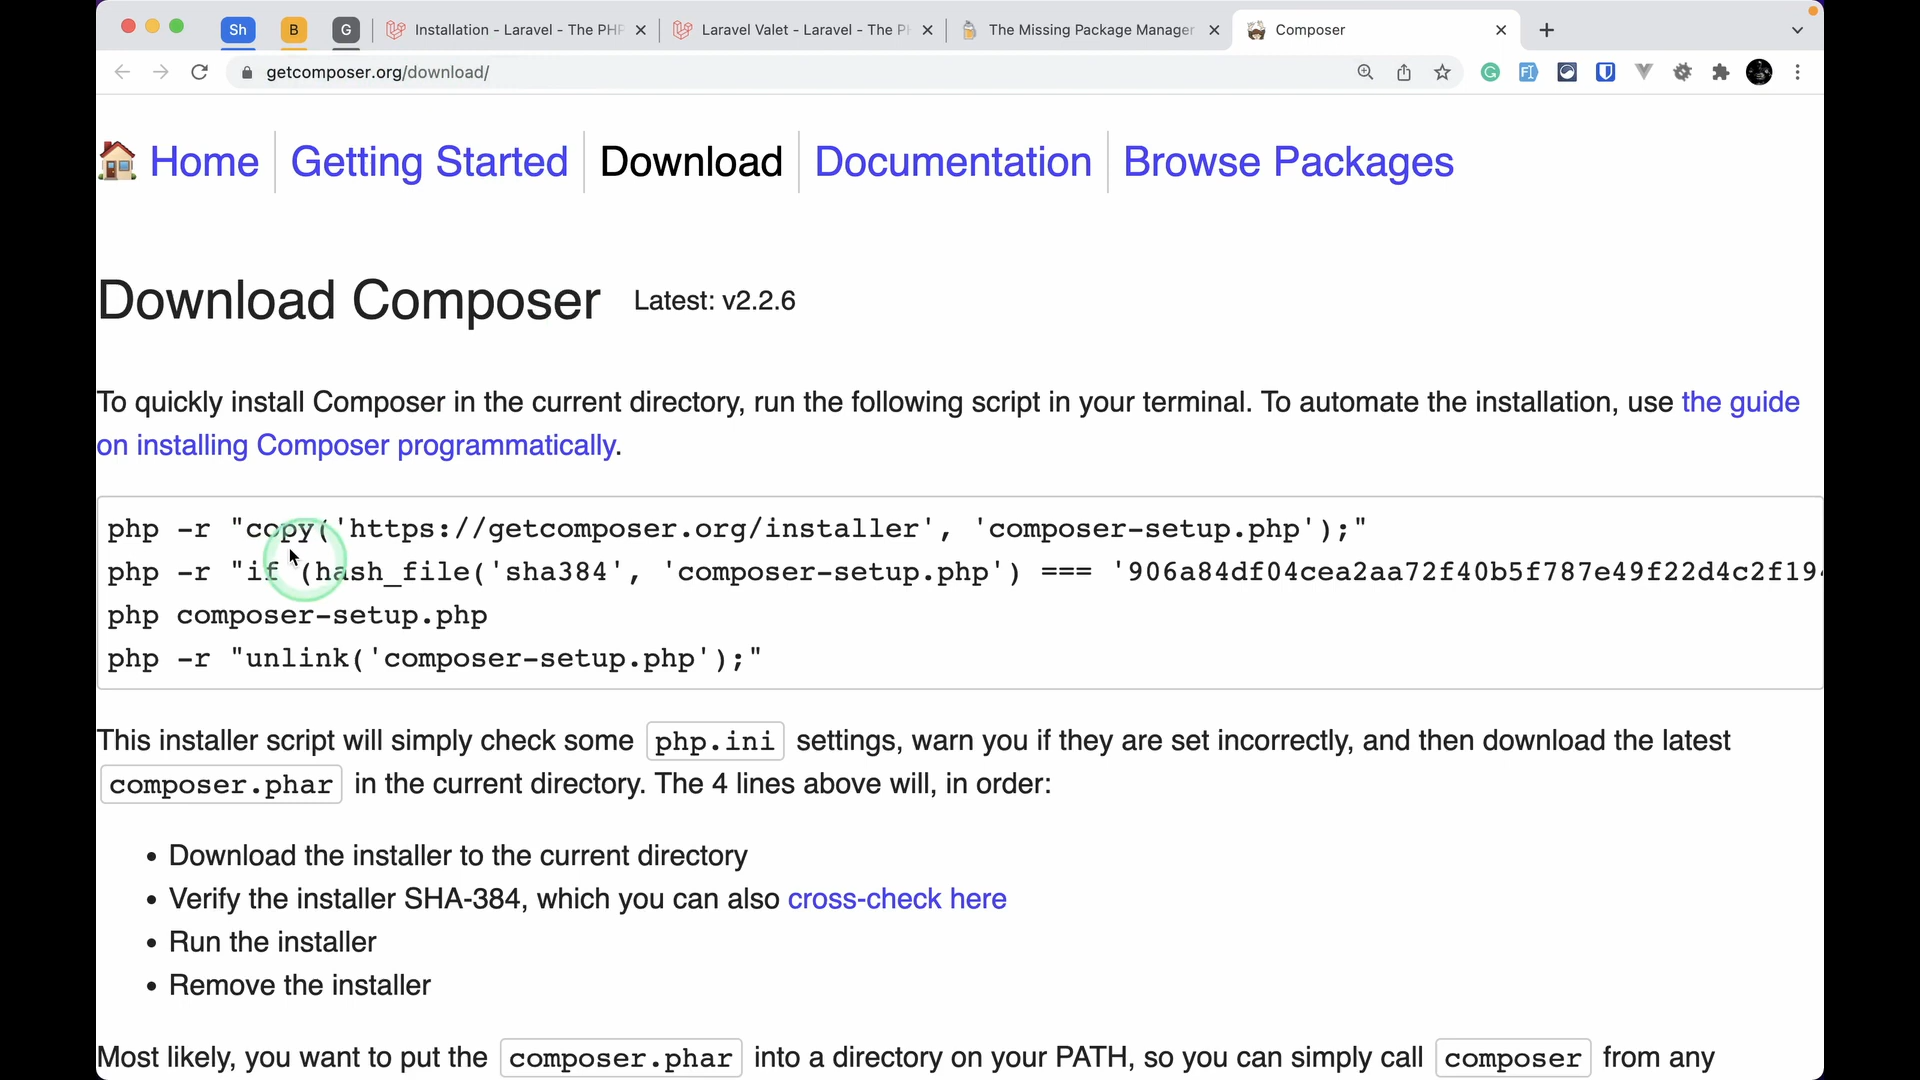 Sh
B
G
Installation - Laravel - The PHP
Laravel Valet - Laravel - The P
The Missing Package Manager
Composer
getcomposer.org/download/
Home
Getting Started
Download
Documentation
Browse Packages
Download Composer Latest: v2.2.6
To quickly install Composer in the current directory, run the following script in your terminal. To automate the installation, use the guide
on installing Composer programmatically.
php -r "copy('https://getcomposer.org/installer', 'composer-setup.php');"
php -r "if (hash_file('sha384', 'composer-setup.php') === '906a84df04cea2aa72f40b5f787e49f22d4c2f19
php composer-setup.php
php -r "unlink('composer-setup.php');"
This installer script will simply check some php.ini settings, warn you if they are set incorrectly, and then download the latest
composer.phar in the current directory. The 4 lines above will, in order:
• Download the installer to the current directory
• Verify the installer SHA-384, which you can also cross-check here
• Run the installer
• Remove the installer
Most likely, you want to put the composer.phar into a directory on your PATH, so you can simply call composer from any